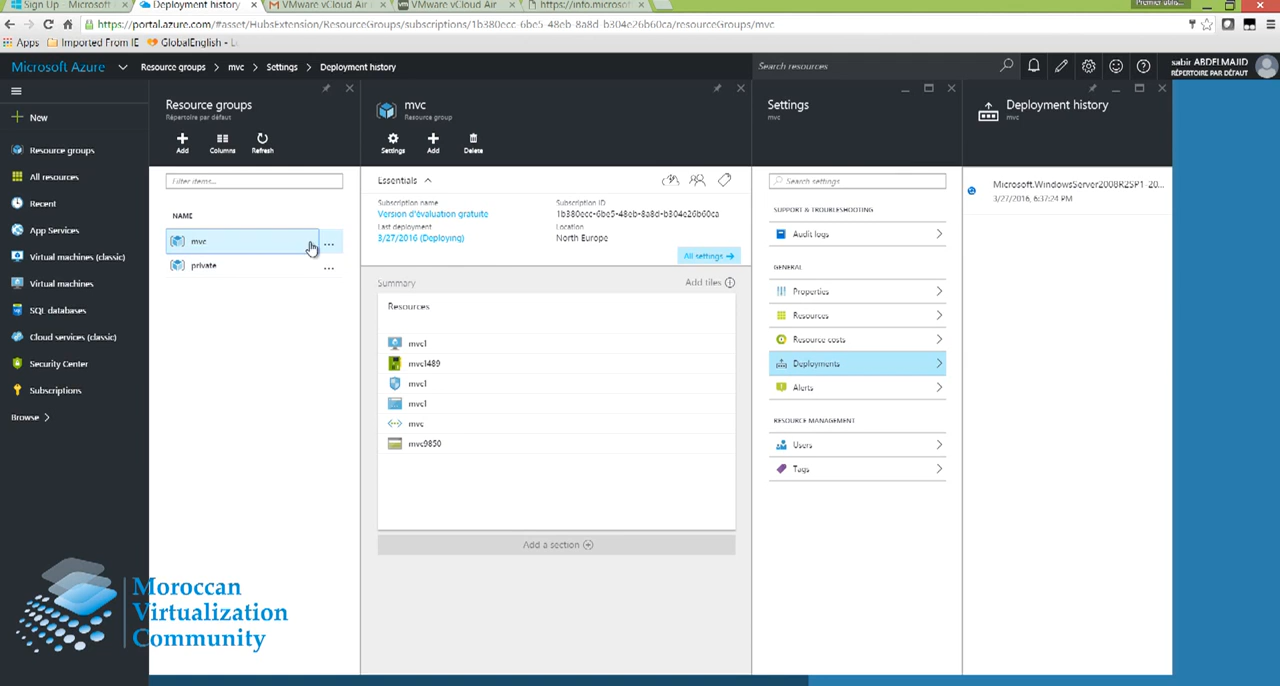 Sign Up Microsoft
Deployment history
VMware vCloud Air
VMware vCloud Air
https://info.microsof
Premier utilis...
https://portal.azure.com/#asset/HubsExtension/ResourceGroups/subscriptions/1b380ecc-6be5-48eb-8a8d-b304e26b60ca/resourceGroups/mvc
Apps
Imported From IE
GlobalEnglish - L
Microsoft Azure
Resource groups > mvc > Settings > Deployment history
Search resources
sabir ABDELMAJID
RÉPERTOIRE PAR DÉFAUT
New
Resource groups
All resources
Recent
App Services
Virtual machines (classic)
Virtual machines
SQL databases
Cloud services (classic)
Security Center
Subscriptions
Browse >
Resource groups
Répertoire par défaut
Add
Columns
Refresh
Filter items...
NAME
mvc ...
private ...
mvc
Resource group
Settings
Add
Delete
Essentials
Subscription name
Version d'évaluation gratuite
Last deployment
3/27/2016 (Deploying)
Subscription ID
1b380ecc-6be5-48eb-8a8d-b304e26b60ca
Location
North Europe
All settings →
Summary
Add tiles
Resources
mvc1
mvc1489
mvc1
mvc1
mvc
mvc9850
Add a section
Settings
mvc
Search settings
SUPPORT & TROUBLESHOOTING
Audit logs
GENERAL
Properties
Resources
Resource costs
Deployments
Alerts
RESOURCE MANAGEMENT
Users
Tags
Deployment history
mvc
Microsoft.WindowsServer2008R2SP1-20...
3/27/2016, 6:37:24 PM
Moroccan
Virtualization
Community